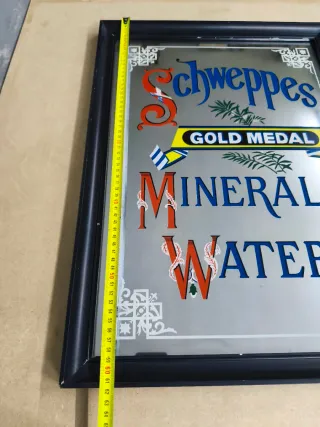 Schweppes
GOLD MEDAL
MINERAL
WATER